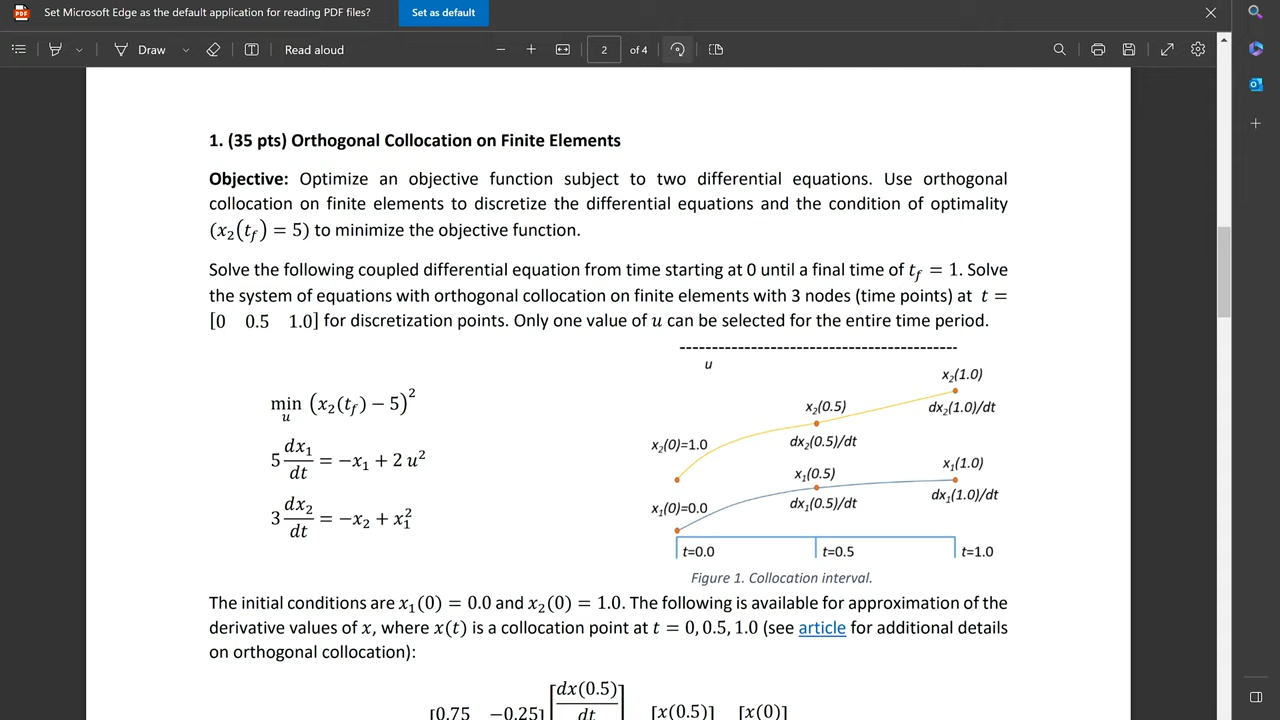 Set Microsoft Edge as the default application for reading PDF files? Set as default
Draw Read aloud 2 of 4
1. (35 pts) Orthogonal Collocation on Finite Elements
Objective: Optimize an objective function subject to two differential equations. Use orthogonal
collocation on finite elements to discretize the differential equations and the condition of optimality
(x₂(t_f) = 5) to minimize the objective function.
Solve the following coupled differential equation from time starting at 0 until a final time of t_f = 1. Solve
the system of equations with orthogonal collocation on finite elements with 3 nodes (time points) at t =
[0 0.5 1.0] for discretization points. Only one value of u can be selected for the entire time period.
min u (x₂(t_f) − 5)²
5 dx₁/dt = −x₁ + 2 u²
3 dx₂/dt = −x₂ + x₁²
u
x₂(1.0)
x₂(0.5) dx₂(1.0)/dt
x₂(0)=1.0 dx₂(0.5)/dt
x₁(1.0)
x₁(0.5)
dx₁(1.0)/dt
x₁(0)=0.0 dx₁(0.5)/dt
t=0.0 t=0.5 t=1.0
Figure 1. Collocation interval.
The initial conditions are x₁(0) = 0.0 and x₂(0) = 1.0. The following is available for approximation of the
derivative values of x, where x(t) is a collocation point at t = 0, 0.5, 1.0 (see article for additional details
on orthogonal collocation):
[0.75 −0.25] [dx(0.5)/dt] [x(0.5)] [x(0)]